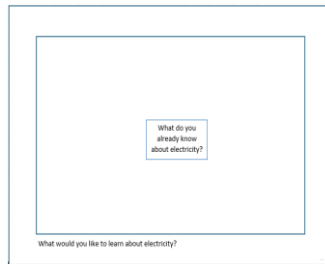 What do you
already know
about electricity?
What would you like to learn about electricity?